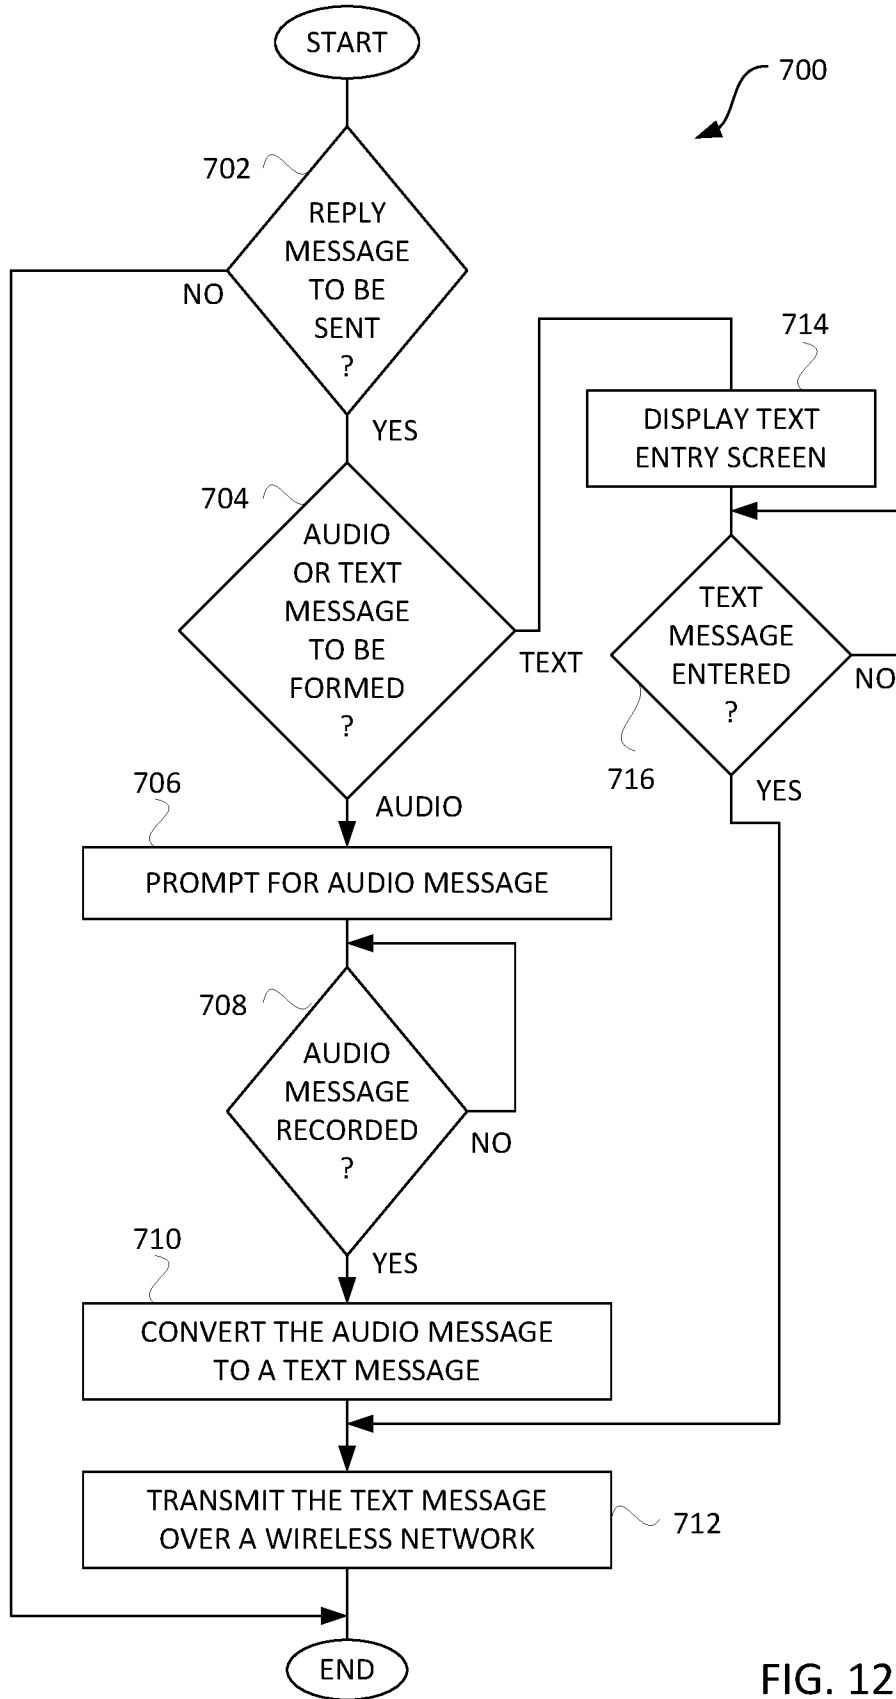 START
700
702
REPLY
MESSAGE
TO BE
SENT
?
NO
YES
714
DISPLAY TEXT
ENTRY SCREEN
704
AUDIO
OR TEXT
MESSAGE
TO BE
FORMED
?
TEXT
TEXT
MESSAGE
ENTERED
?
NO
716
YES
706
AUDIO
PROMPT FOR AUDIO MESSAGE
708
AUDIO
MESSAGE
RECORDED
?
NO
710
YES
CONVERT THE AUDIO MESSAGE
TO A TEXT MESSAGE
TRANSMIT THE TEXT MESSAGE
OVER A WIRELESS NETWORK
712
END
FIG. 12